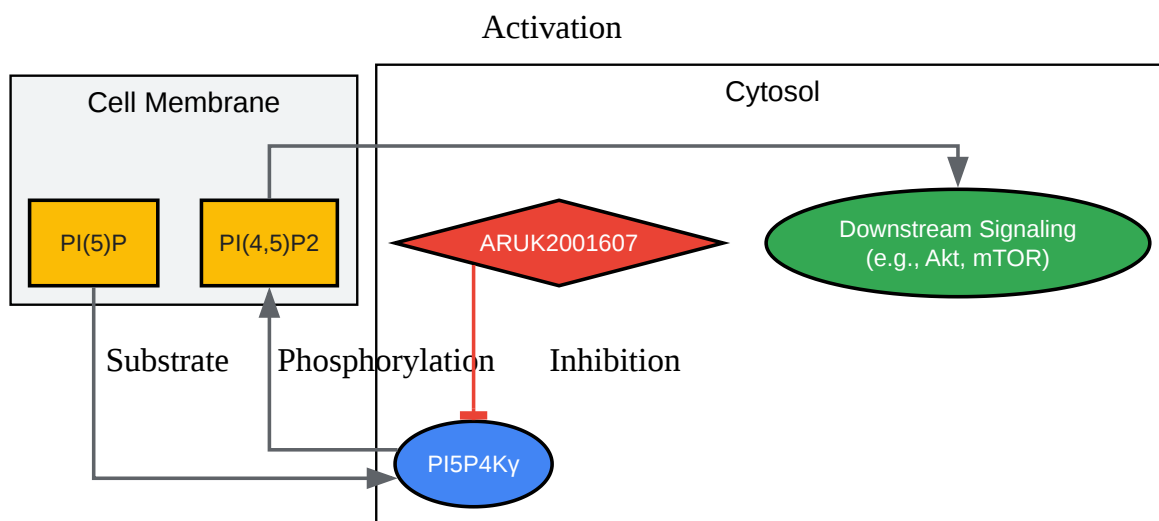 Activation
Cell Membrane
Cytosol
PI(5)P
PI(4,5)P2
ARUK2001607
Downstream Signaling
(e.g., Akt, mTOR)
Substrate
Phosphorylation
Inhibition
PI5P4Kγ